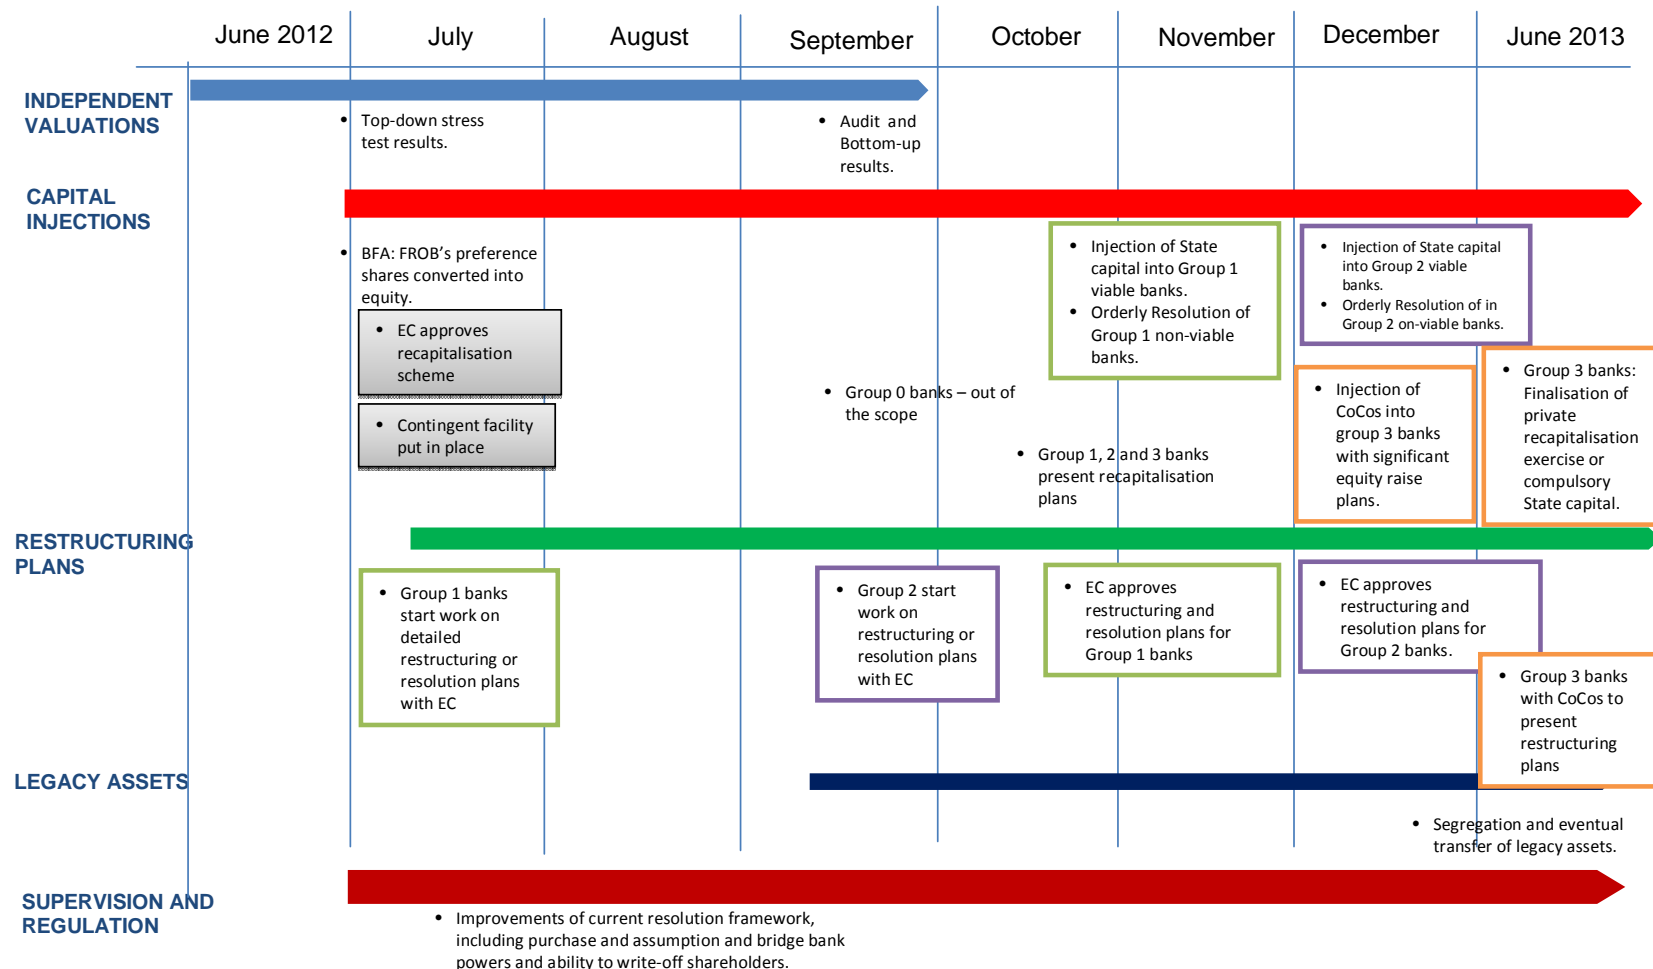 June 2012 July August September October November December June 2013
INDEPENDENT
VALUATIONS
• Top-down stress
test results.
• Audit and
Bottom-up
results.
CAPITAL
INJECTIONS
• BFA: FROB’s preference
shares converted into
equity.
• EC approves
recapitalisation
scheme
• Contingent facility
put in place
• Group 0 banks – out of
the scope
• Group 1, 2 and 3 banks
present recapitalisation
plans
• Injection of State
capital into Group 1
viable banks.
• Orderly Resolution of
Group 1 non-viable
banks.
• Injection of State capital
into Group 2 viable
banks.
• Orderly Resolution of in
Group 2 on-viable banks.
• Injection of
CoCos into
group 3 banks
with significant
equity raise
plans.
• Group 3 banks:
Finalisation of
private
recapitalisation
exercise or
compulsory
State capital.
RESTRUCTURING
PLANS
• Group 1 banks
start work on
detailed
restructuring or
resolution plans
with EC
• Group 2 start
work on
restructuring or
resolution plans
with EC
• EC approves
restructuring and
resolution plans for
Group 1 banks
• EC approves
restructuring and
resolution plans for
Group 2 banks.
• Group 3 banks
with CoCos to
present
restructuring
plans
LEGACY ASSETS
• Segregation and eventual
transfer of legacy assets.
SUPERVISION AND
REGULATION
• Improvements of current resolution framework,
including purchase and assumption and bridge bank
powers and ability to write-off shareholders.